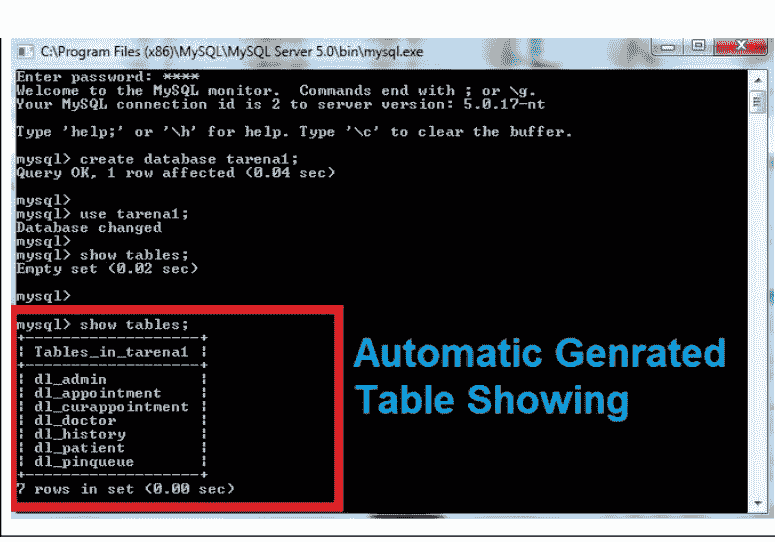 C:\Program Files (x86)\MySQL\MySQL Server 5.0\bin\mysql.exe
Enter password: ****
Welcome to the MySQL monitor.  Commands end with ; or \g.
Your MySQL connection id is 2 to server version: 5.0.17-nt
Type 'help;' or '\h' for help. Type '\c' to clear the buffer.
mysql> create database tarena1;
Query OK, 1 row affected (0.04 sec)
mysql>
mysql> use tarena1;
Database changed
mysql>
mysql> show tables;
Empty set (0.02 sec)
mysql>
mysql> show tables;
+-------------------+
| Tables_in_tarena1 |
+-------------------+
| dl_admin          |
| dl_appointment    |
| dl_curappointment |
| dl_doctor         |
| dl_history        |
| dl_patient        |
| dl_pinqueue       |
+-------------------+
7 rows in set (0.00 sec)
Automatic Genrated
Table Showing